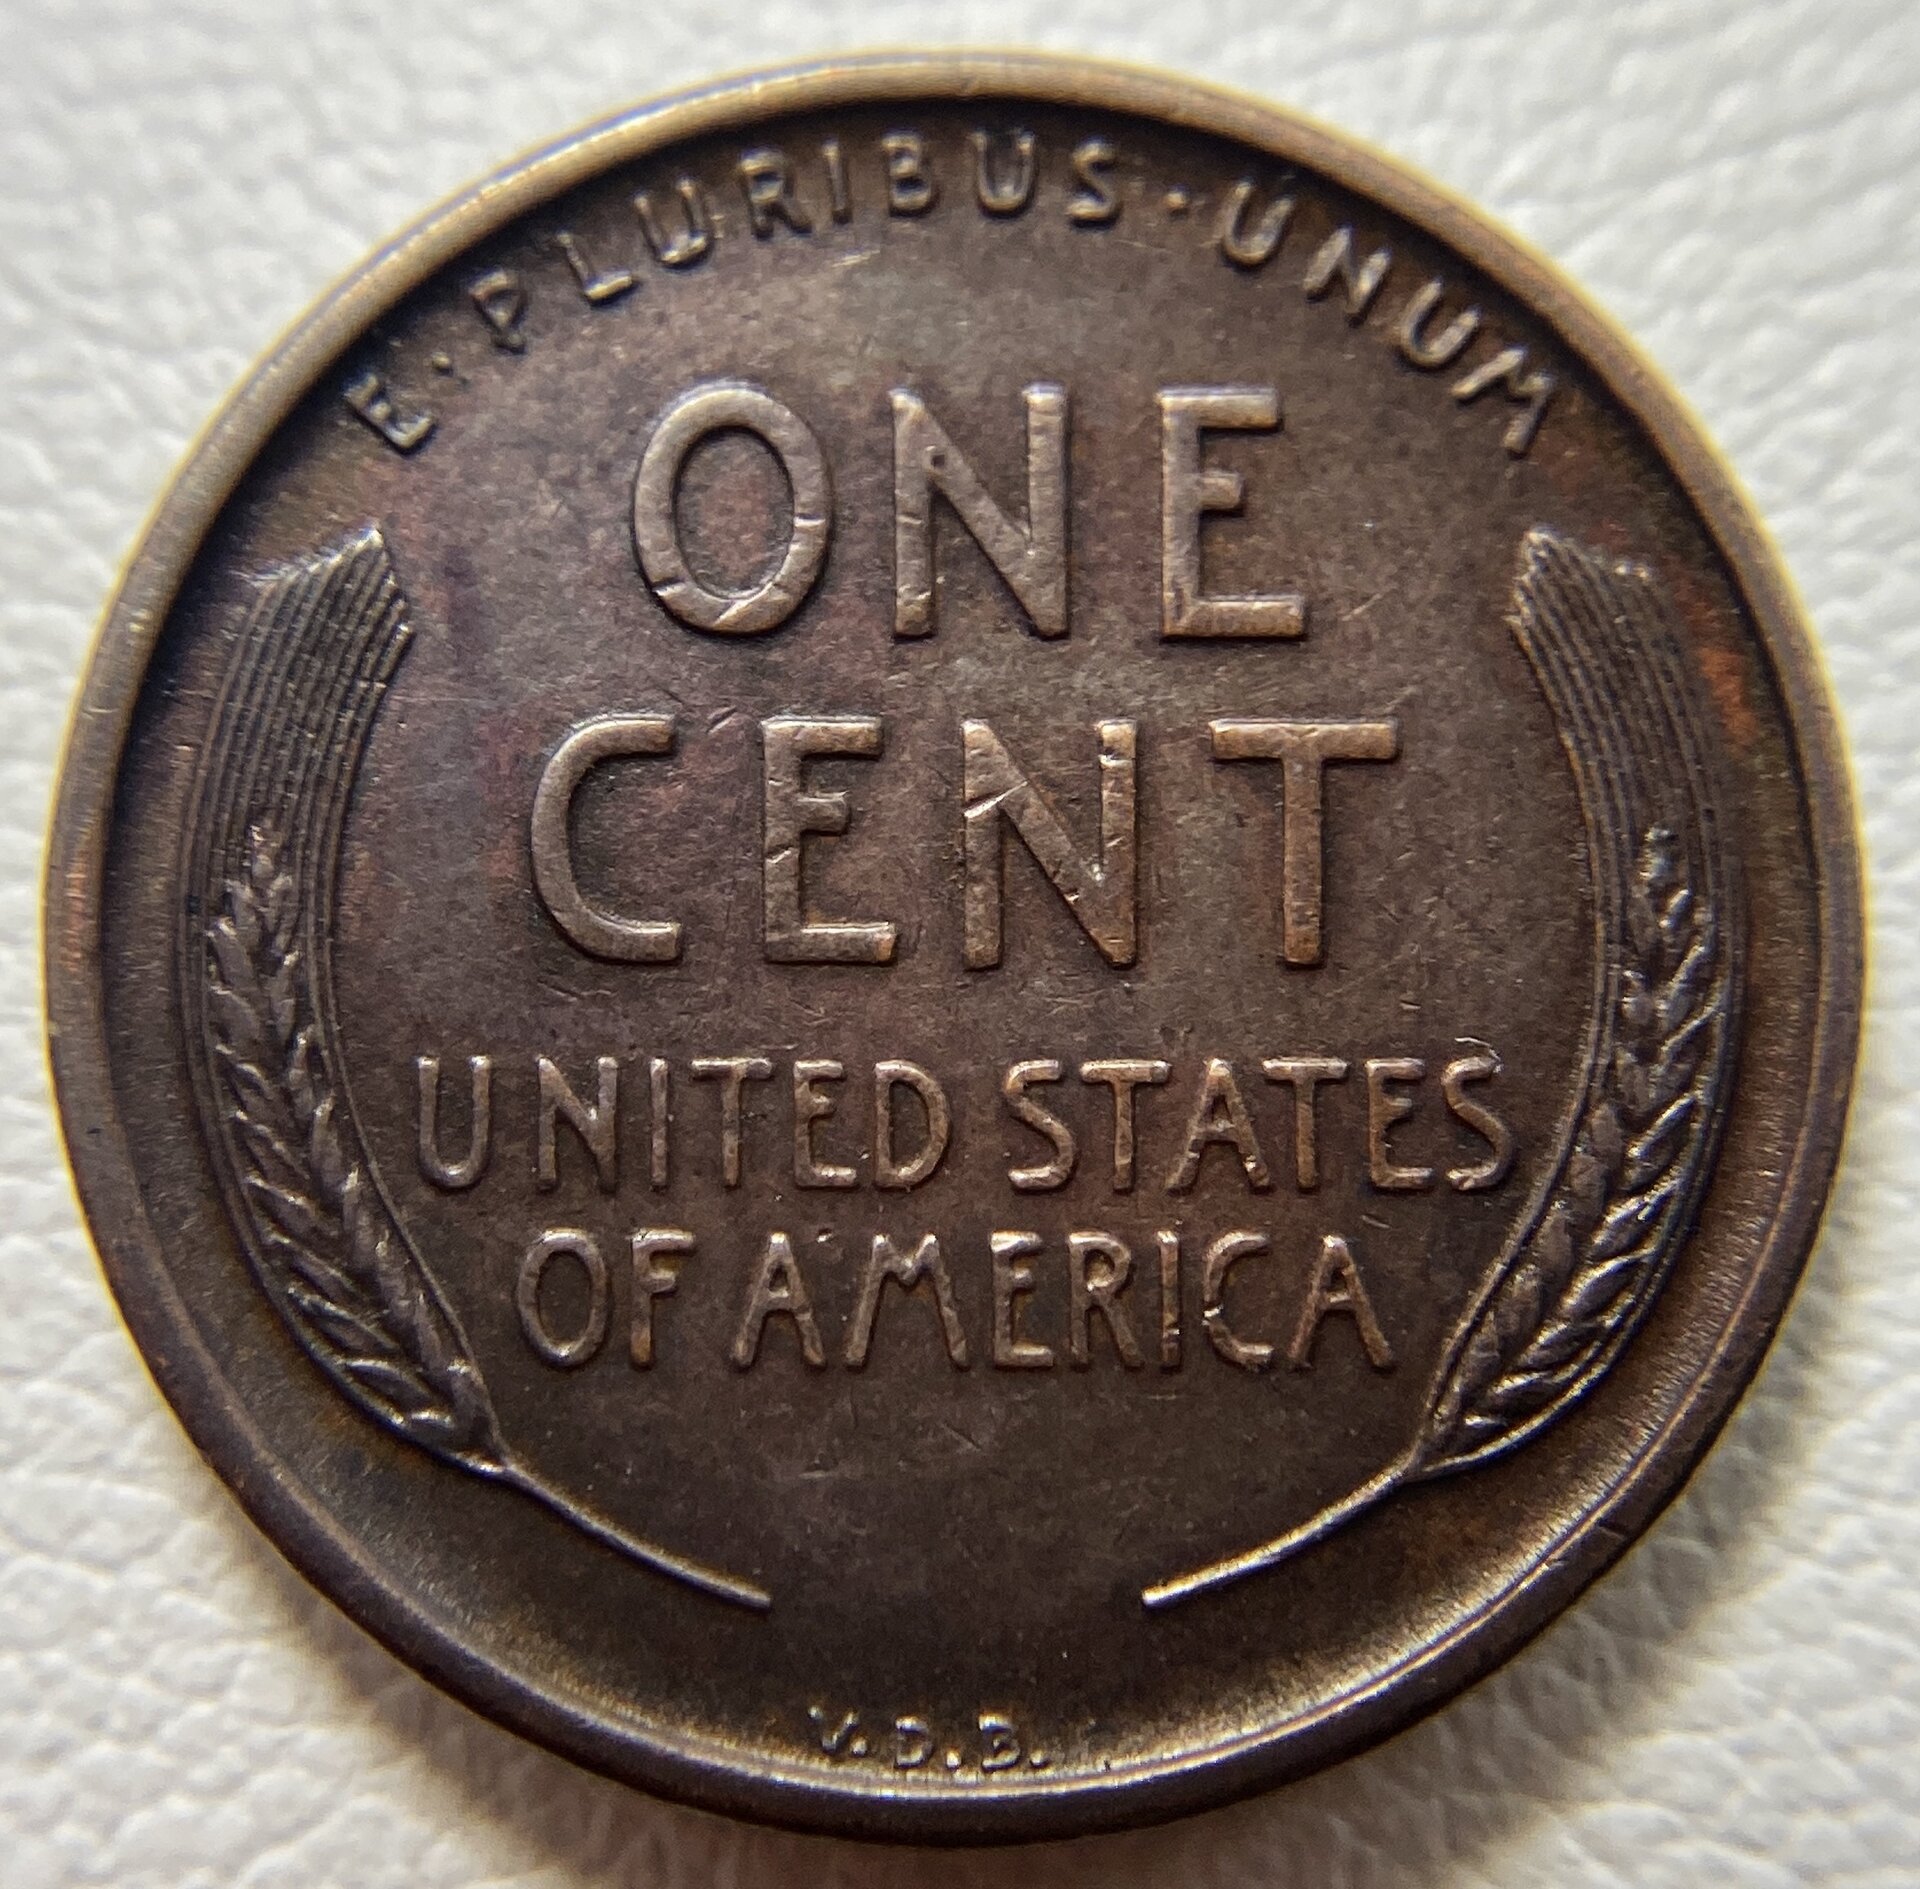 E·PLURIBUS·UNUM
ONE
CENT
UNITED STATES
OF AMERICA
V.D.B.